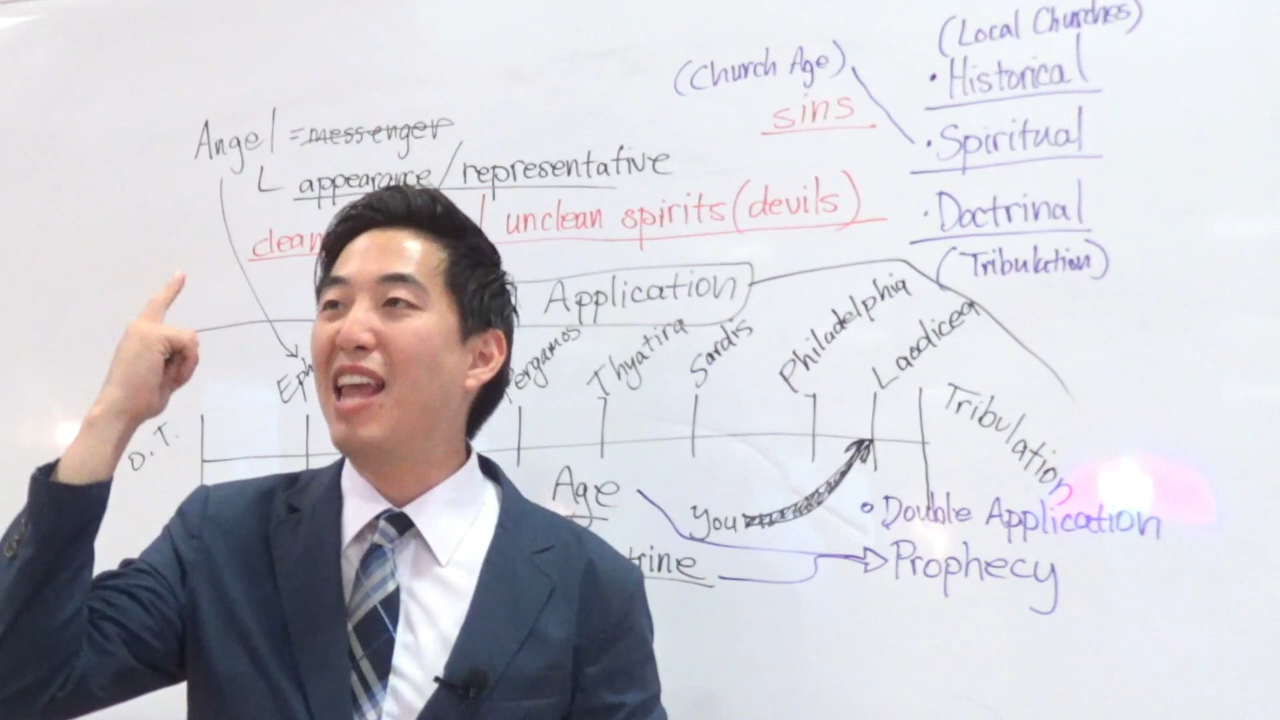 (Local Churches)
(Church Age)
• Historical
sins
• Spiritual
Angel = messenger
L appearance/representative
unclean spirits (devils)
• Doctrinal
(Tribulation)
Application
O.T.
Thyatira
Sardis
Philadelphia
Laodicea
Tribulation
Age
You
• Double Application
Prophecy